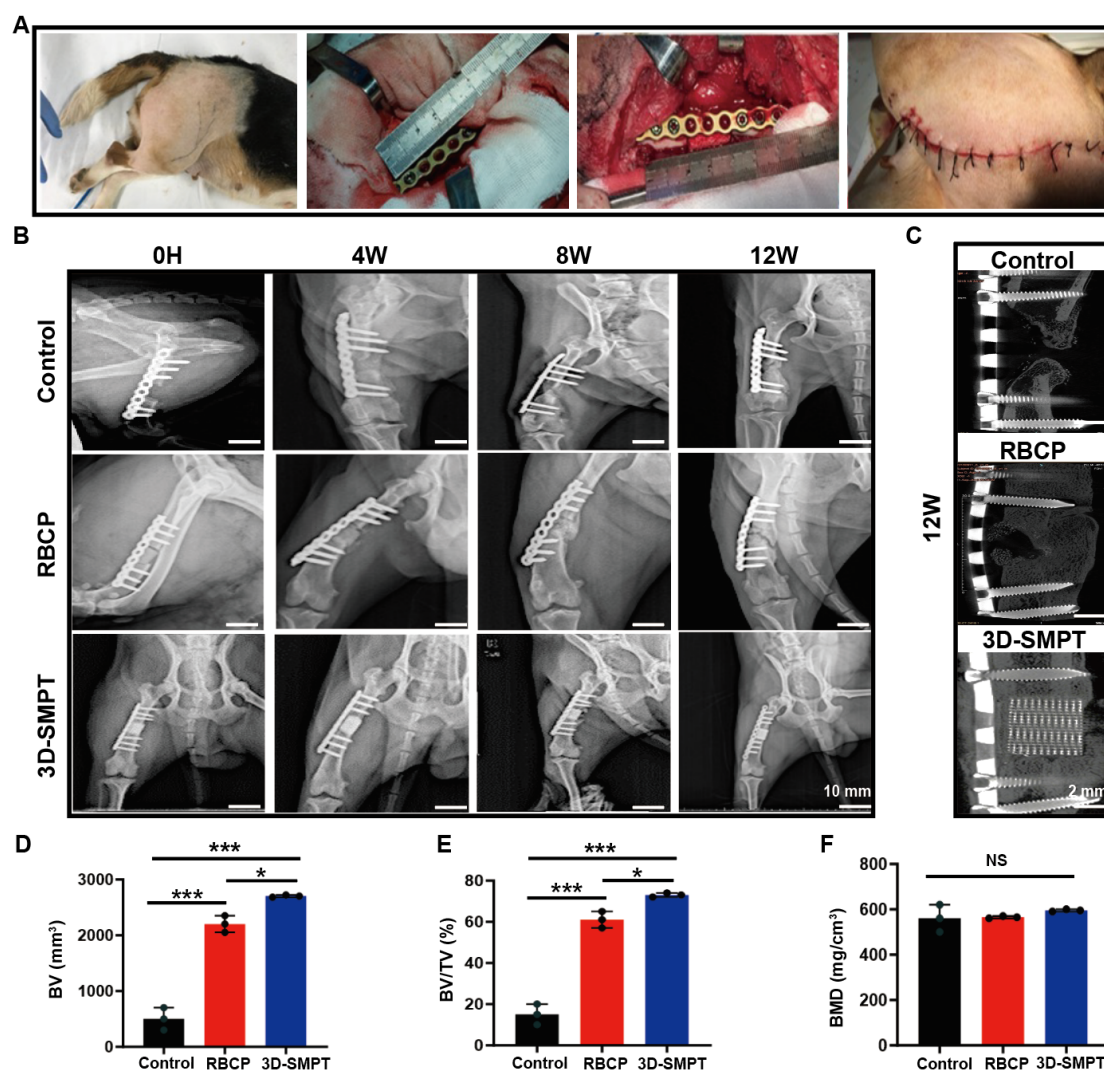 A
B
0H
4W
8W
12W
C
Control
Control
RBCP
RBCP
3D-SMPT
12W
3D-SMPT
10 mm
2 mm
D
***
***
*
BV (mm³)
3000
2000
1000
0
Control
RBCP
3D-SMPT
E
***
***
*
BV/TV (%)
80
60
40
20
0
Control
RBCP
3D-SMPT
F
NS
BMD (mg/cm³)
800
600
400
200
0
Control
RBCP
3D-SMPT